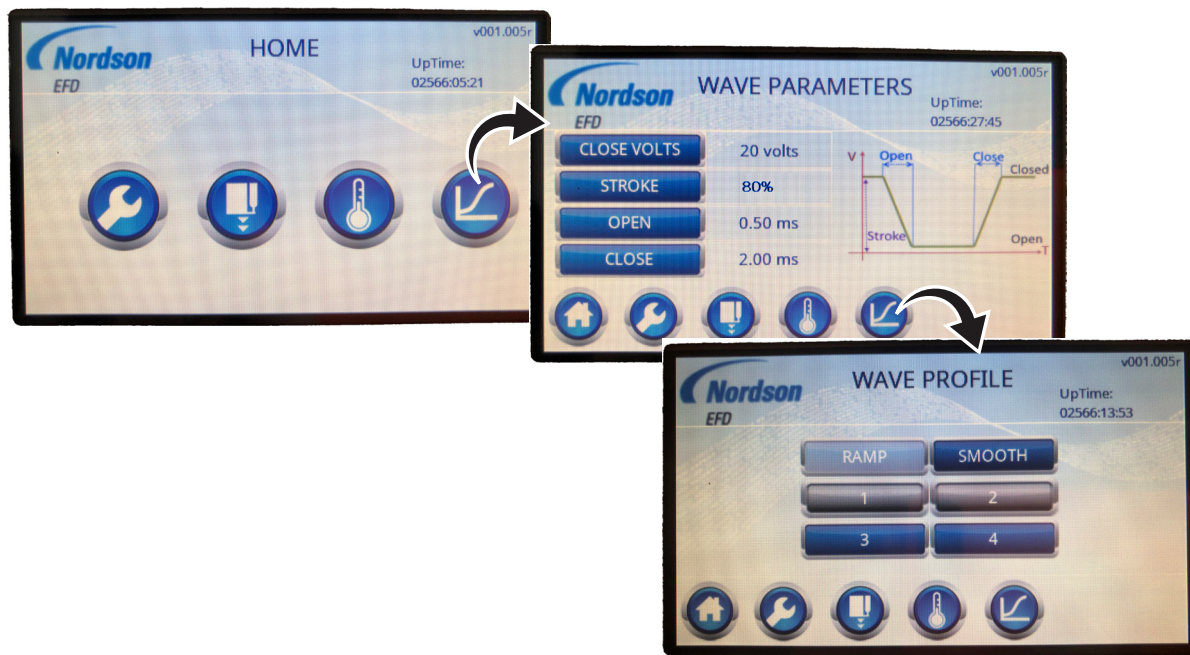 Nordson
EFD
HOME
v001.005r
UpTime:
02566:05:21
Nordson
EFD
WAVE PARAMETERS
v001.005r
UpTime:
02566:27:45
CLOSE VOLTS 20 volts
STROKE 80%
OPEN 0.50 ms
CLOSE 2.00 ms
V Open Close
Closed
Stroke
Open
T
Nordson
EFD
WAVE PROFILE
v001.005r
UpTime:
02566:13:53
RAMP SMOOTH
1 2
3 4